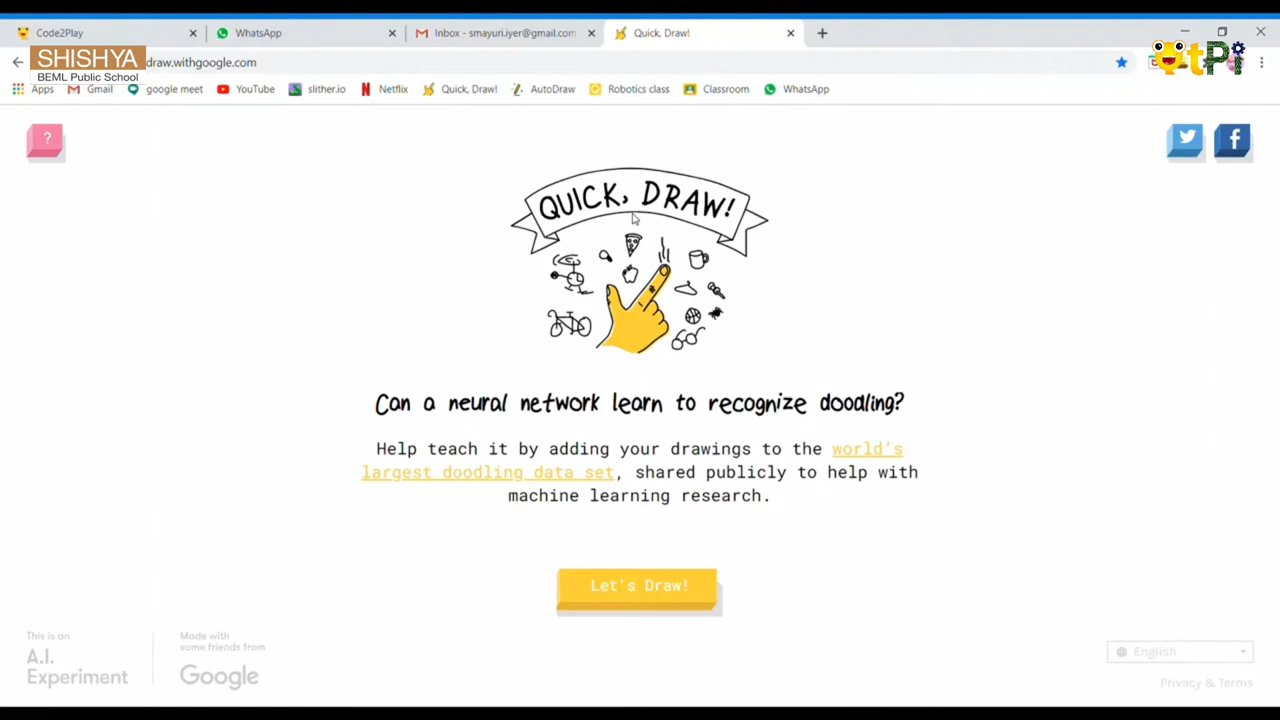 Code2Play
WhatsApp
Inbox - smayuri.iyer@gmail.com
Quick, Draw!
SHISHYA
BEML Public School
draw.withgoogle.com
Apps
Gmail
google meet
YouTube
slither.io
Netflix
Quick, Draw!
AutoDraw
Robotics class
Classroom
WhatsApp
?
QUICK, DRAW!
Can a neural network learn to recognize doodling?
Help teach it by adding your drawings to the world's
largest doodling data set, shared publicly to help with
machine learning research.
Let's Draw!
This is an
A.I.
Experiment
Made with
some friends from
Google
English
Privacy & Terms